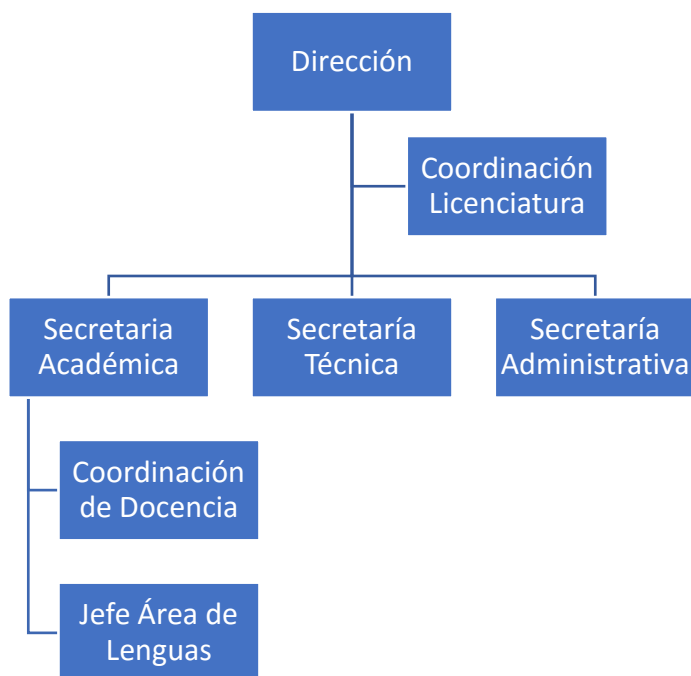 Dirección
Coordinación
Licenciatura
Secretaria
Académica
Secretaría
Técnica
Secretaría
Administrativa
Coordinación
de Docencia
Jefe Área de
Lenguas